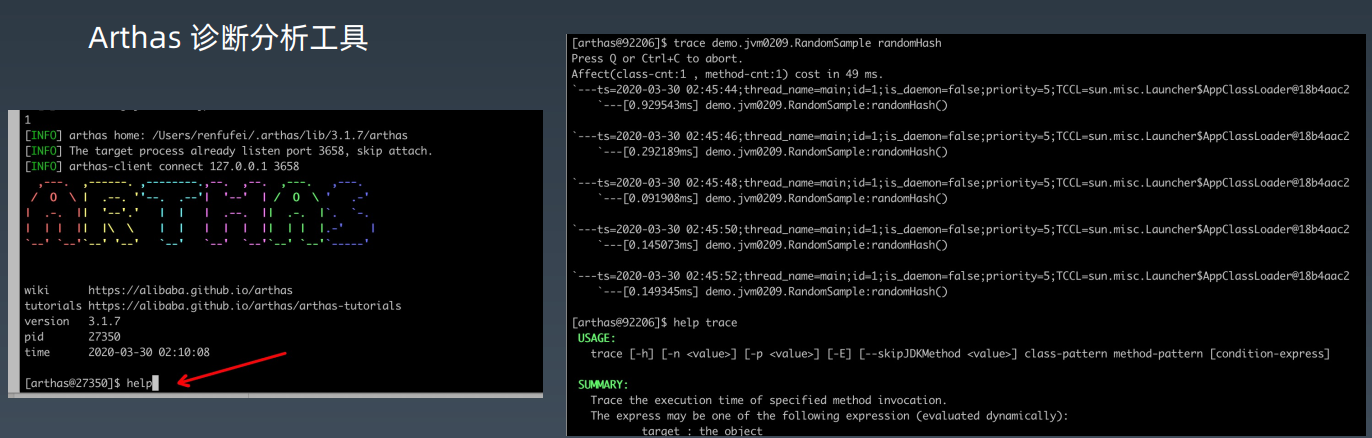 Arthas 诊断分析工具
1
[INFO] arthas home: /Users/renfufei/.arthas/lib/3.1.7/arthas
[INFO] The target process already listen port 3658, skip attach.
[INFO] arthas-client connect 127.0.0.1 3658
ARTHAS
wiki https://alibaba.github.io/arthas
tutorials https://alibaba.github.io/arthas/arthas-tutorials
version 3.1.7
pid 27350
time 2020-03-30 02:10:08
[arthas@27350]$ help
[arthas@92206]$ trace demo.jvm0209.RandomSample randomHash
Press Q or Ctrl+C to abort.
Affect(class-cnt:1 , method-cnt:1) cost in 49 ms.
`---ts=2020-03-30 02:45:44;thread_name=main;id=1;is_daemon=false;priority=5;TCCL=sun.misc.Launcher$AppClassLoader@18b4aac2
`---[0.929543ms] demo.jvm0209.RandomSample:randomHash()
`---ts=2020-03-30 02:45:46;thread_name=main;id=1;is_daemon=false;priority=5;TCCL=sun.misc.Launcher$AppClassLoader@18b4aac2
`---[0.292189ms] demo.jvm0209.RandomSample:randomHash()
`---ts=2020-03-30 02:45:48;thread_name=main;id=1;is_daemon=false;priority=5;TCCL=sun.misc.Launcher$AppClassLoader@18b4aac2
`---[0.091908ms] demo.jvm0209.RandomSample:randomHash()
`---ts=2020-03-30 02:45:50;thread_name=main;id=1;is_daemon=false;priority=5;TCCL=sun.misc.Launcher$AppClassLoader@18b4aac2
`---[0.145073ms] demo.jvm0209.RandomSample:randomHash()
`---ts=2020-03-30 02:45:52;thread_name=main;id=1;is_daemon=false;priority=5;TCCL=sun.misc.Launcher$AppClassLoader@18b4aac2
`---[0.149345ms] demo.jvm0209.RandomSample:randomHash()
[arthas@92206]$ help trace
USAGE:
trace [-h] [-n <value>] [-p <value>] [-E] [--skipJDKMethod <value>] class-pattern method-pattern [condition-express]
SUMMARY:
Trace the execution time of specified method invocation.
The express may be one of the following expression (evaluated dynamically):
target : the object